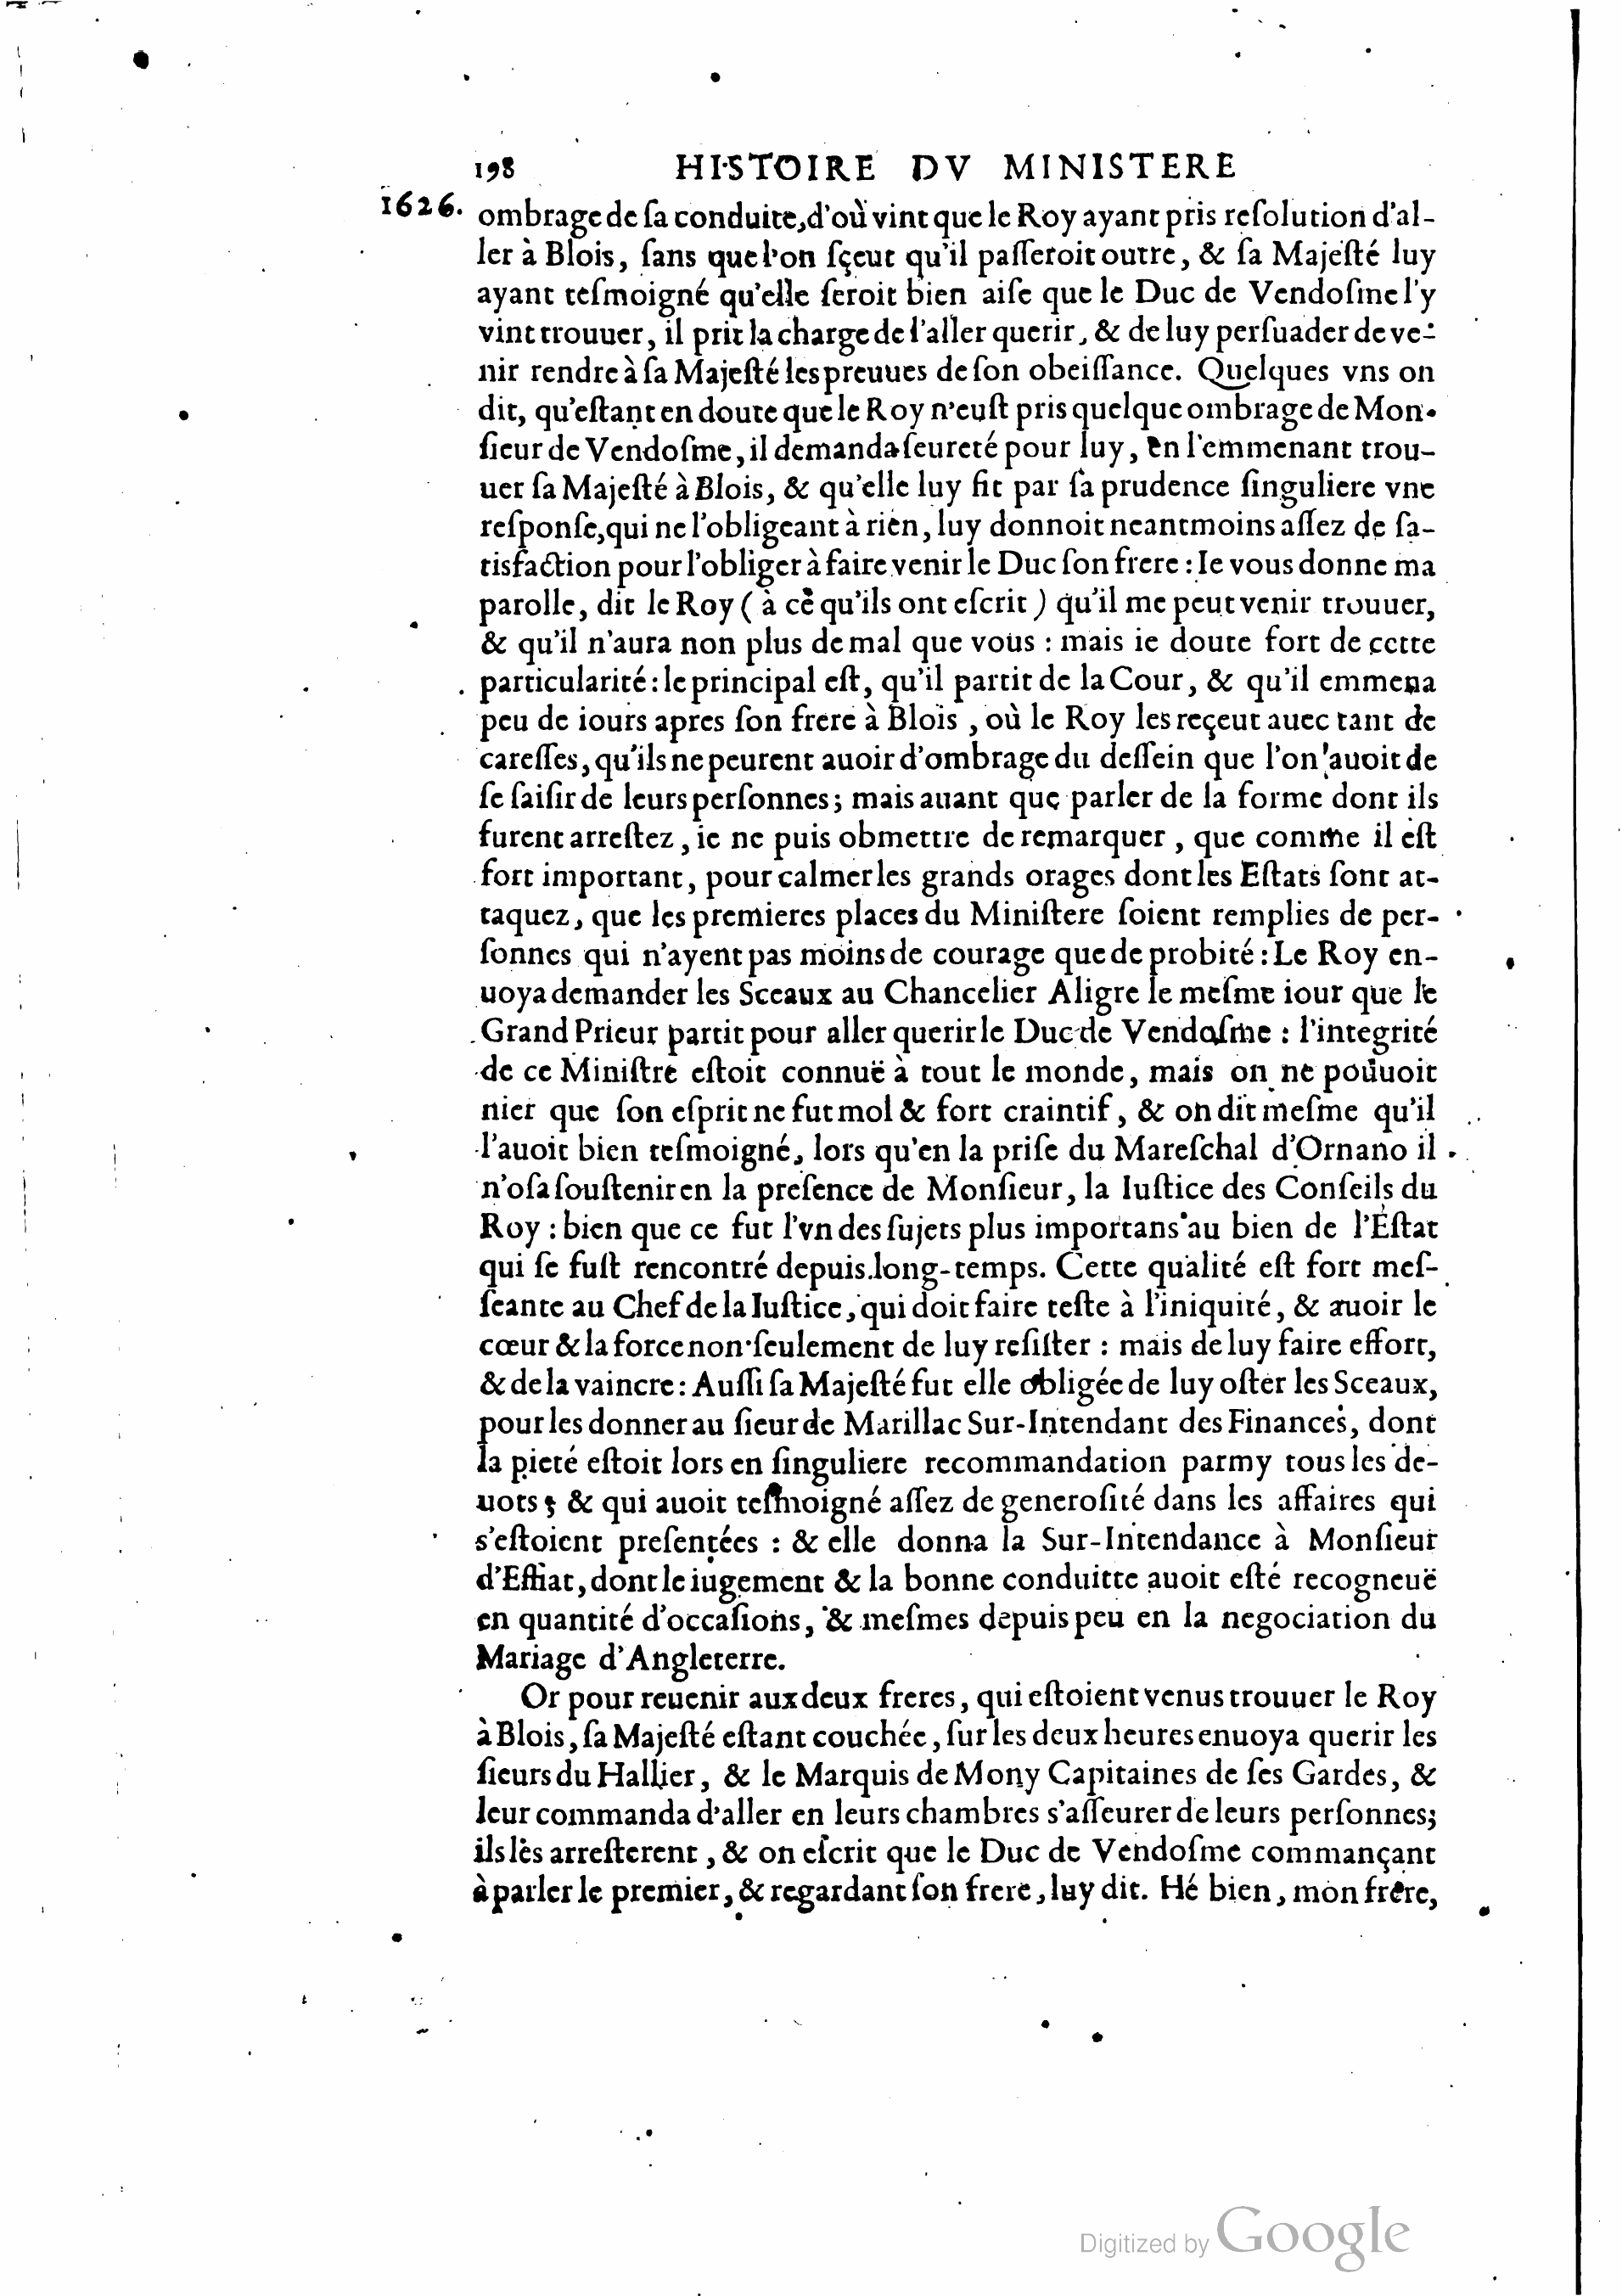 198 HISTOIRE DV MINISTERE
1626. ombrage de ſa conduite, d'où vint que le Roy ayant pris reſolution d'al-
ler à Blois, ſans que l'on ſçeut qu'il paſſeroit outre, & ſa Majeſté luy
ayant teſmoigné qu'elle ſeroit bien aiſe que le Duc de Vendoſme l'y
vint trouuer, il prit la charge de l'aller querir, & de luy perſuader de ve-
nir rendre à ſa Majeſté les preuues de ſon obeiſſance. Quelques vns on
dit, qu'eſtant en doute que le Roy n'euſt pris quelque ombrage de Mon-
ſieur de Vendoſme, il demanda ſeureté pour luy, en l'emmenant trou-
uer ſa Majeſté à Blois, & qu'elle luy fit par ſa prudence ſinguliere vne
reſponſe, qui ne l'obligeant à rien, luy donnoit neantmoins aſſez de ſa-
tisfaction pour l'obliger à faire venir le Duc ſon frere : Ie vous donne ma
parolle, dit le Roy ( à ce qu'ils ont eſcrit ) qu'il me peut venir trouuer,
& qu'il n'aura non plus de mal que vous : mais ie doute fort de cette
particularité : le principal eſt, qu'il partit de la Cour, & qu'il emmena
peu de iours apres ſon frere à Blois, où le Roy les reçeut auec tant de
careſſes, qu'ils ne peurent auoir d'ombrage du deſſein que l'on auoit de
ſe ſaiſir de leurs perſonnes ; mais auant que parler de la forme dont ils
furent arreſtez, ie ne puis obmettre de remarquer, que comme il eſt
fort important, pour calmer les grands orages dont les Eſtats ſont at-
taquez, que les premieres places du Miniſtere ſoient remplies de per-
ſonnes qui n'ayent pas moins de courage que de probité : Le Roy en-
uoya demander les Sceaux au Chancelier Aligre le meſme iour que le
Grand Prieur partit pour aller querir le Duc de Vendoſme : l'integrité
de ce Miniſtre eſtoit connuë à tout le monde, mais on ne pouuoit
nier que ſon eſprit ne fut mol & fort craintif, & on dit meſme qu'il
l'auoit bien teſmoigné, lors qu'en la priſe du Mareſchal d'Ornano il
n'oſa ſouſtenir en la preſence de Monſieur, la Iuſtice des Conſeils du
Roy : bien que ce fut l'vn des ſujets plus importans au bien de l'Eſtat
qui ſe fuſt rencontré depuis long-temps. Cette qualité eſt fort meſ-
ſeante au Chef de la Iuſtice, qui doit faire teſte à l'iniquité, & auoir le
cœur & la force non ſeulement de luy reſiſter : mais de luy faire effort,
& de la vaincre : Auſſi ſa Majeſté fut elle obligée de luy oſter les Sceaux,
pour les donner au ſieur de Marillac Sur-Intendant des Finances, dont
la pieté eſtoit lors en ſinguliere recommandation parmy tous les de-
uots ; & qui auoit teſmoigné aſſez de generoſité dans les affaires qui
s'eſtoient preſentées : & elle donna la Sur-Intendance à Monſieur
d'Effiat, dont le iugement & la bonne conduitte auoit eſté recogneuë
en quantité d'occaſions, & meſmes depuis peu en la negociation du
Mariage d'Angleterre.
Or pour reuenir aux deux freres, qui eſtoient venus trouuer le Roy
à Blois, ſa Majeſté eſtant couchée, ſur les deux heures enuoya querir les
ſieurs du Hallier, & le Marquis de Mony Capitaines de ſes Gardes, &
leur commanda d'aller en leurs chambres s'aſſeurer de leurs perſonnes ;
ils les arreſterent, & on eſcrit que le Duc de Vendoſme commançant
à parler le premier, & regardant ſon frere, luy dit. Hé bien, mon frere,
Digitized by Google